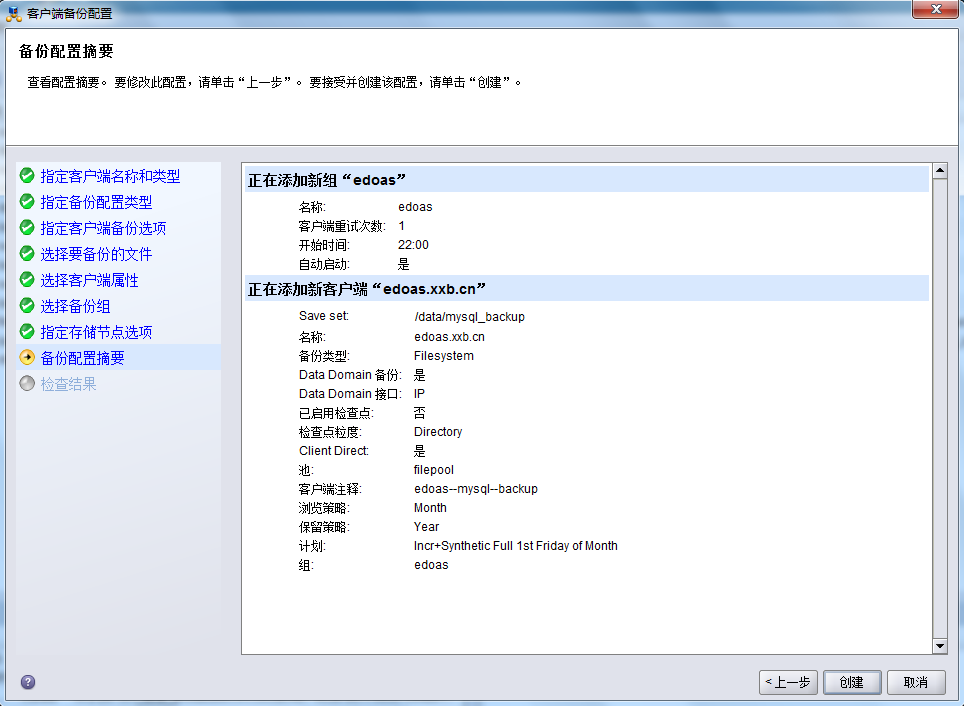 客户端备份配置
备份配置摘要
查看配置摘要。要修改此配置，请单击“上一步”。要接受并创建该配置，请单击“创建”。
指定客户端名称和类型
指定备份配置类型
指定客户端备份选项
选择要备份的文件
选择客户端属性
选择备份组
指定存储节点选项
备份配置摘要
检查结果
正在添加新组“edoas”
名称: edoas
客户端重试次数: 1
开始时间: 22:00
自动启动: 是
正在添加新客户端“edoas.xxb.cn”
Save set: /data/mysql_backup
名称: edoas.xxb.cn
备份类型: Filesystem
Data Domain 备份: 是
Data Domain 接口: IP
已启用检查点: 否
检查点粒度: Directory
Client Direct: 是
池: filepool
客户端注释: edoas--mysql--backup
浏览策略: Month
保留策略: Year
计划: Incr+Synthetic Full 1st Friday of Month
组: edoas
?
<上一步 创建 取消